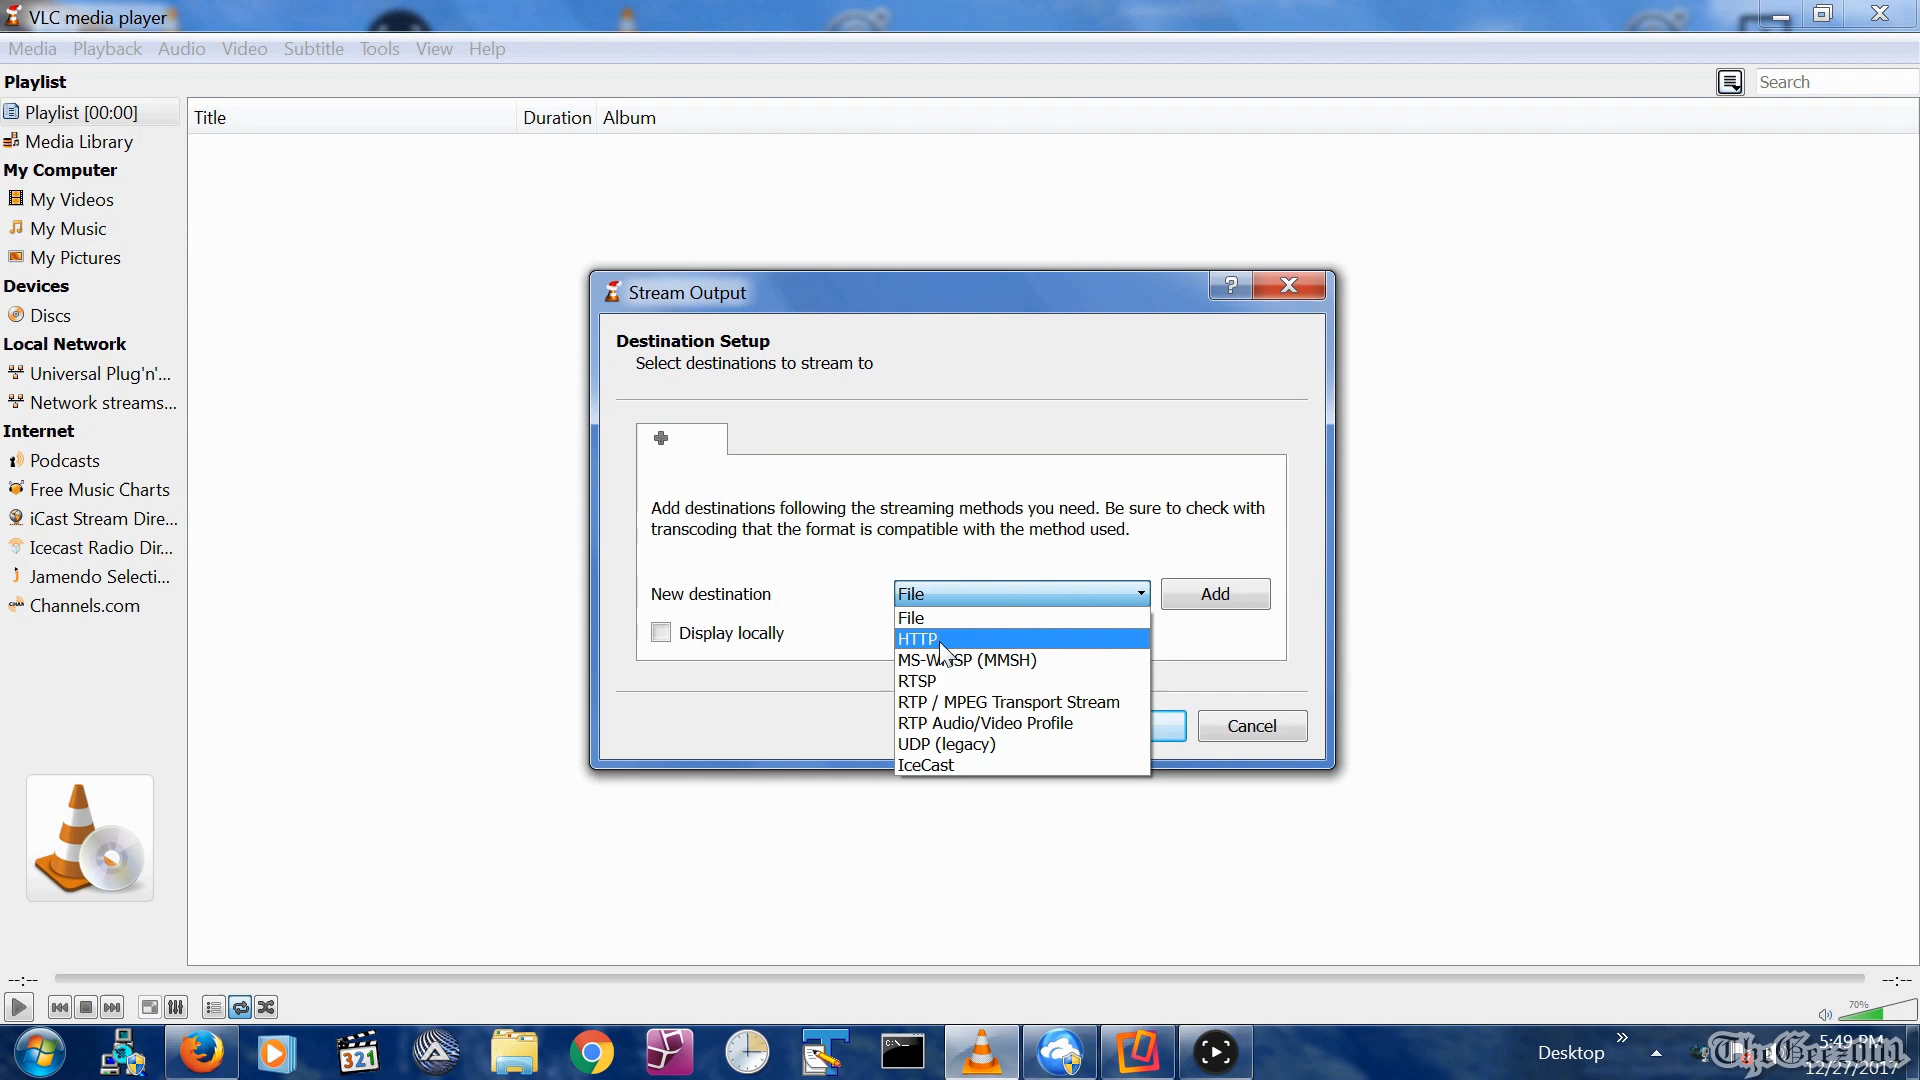 VLC media player
Media Playback Audio Video Subtitle Tools View Help
Playlist
Search
Playlist [00:00]
Title Duration Album
Media Library
My Computer
My Videos
My Music
My Pictures
Devices
Discs
Local Network
Universal Plug'n'...
Network streams...
Internet
Podcasts
Free Music Charts
iCast Stream Dire...
Icecast Radio Dir...
Jamendo Selecti...
Channels.com
Stream Output
?
Destination Setup
Select destinations to stream to
Add destinations following the streaming methods you need. Be sure to check with
transcoding that the format is compatible with the method used.
New destination File Add
Display locally
File
HTTP
(MMSH)
RTSP
RTP / MPEG Transport Stream
RTP Audio/Video Profile
UDP (legacy)
IceCast
Cancel
--:-- --:--
70%
321
C:\
Desktop
5:49 PM
12/27/2017